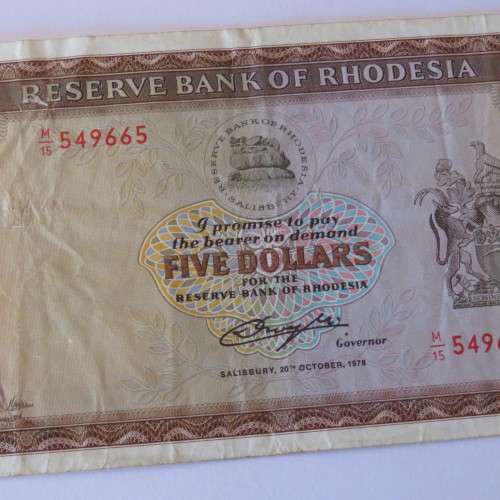 RESERVE BANK OF RHODESIA
M/15 549665
RESERVE BANK OF RHODESIA
SALISBURY
I promise to pay
the bearer on demand
FIVE DOLLARS
FOR THE
RESERVE BANK OF RHODESIA
Governor
M/15 549
SALISBURY, 20TH OCTOBER, 1978